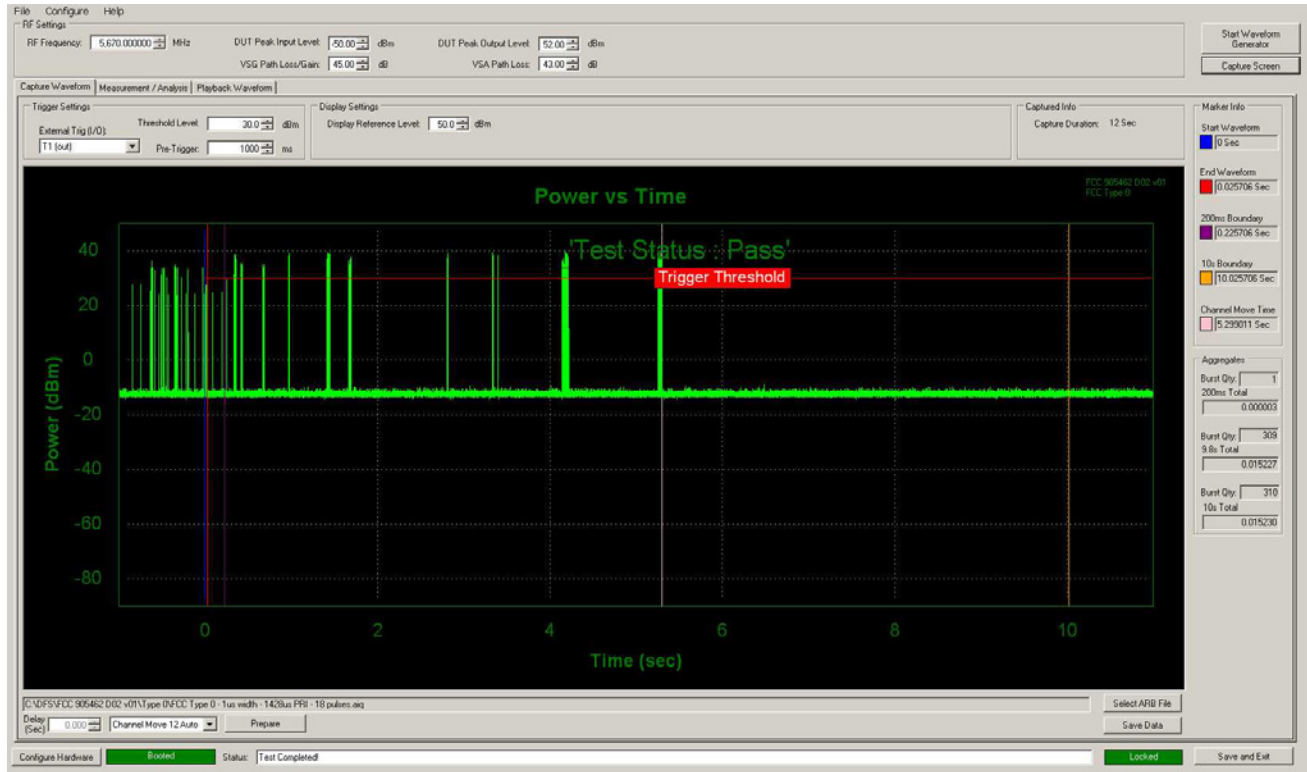 File Configure Help
RF Settings
RF Frequency: 5,670.000000 MHz DUT Peak Input Level: -50.00 dBm DUT Peak Output Level: 52.00 dBm
VSG Path Loss/Gain: 45.00 dB VSA Path Loss: 43.00 dB
Start Waveform Generator
Capture Screen
Capture Waveform Measurement / Analysis Playback Waveform
Trigger Settings
External Trig (I/O): Threshold Level: 30.0 dBm
T1 (out) Pre-Trigger: 1000 ms
Display Settings
Display Reference Level: 50.0 dBm
Captured Info
Capture Duration: 12 Sec
Marker Info
Start Waveform
0 Sec
End Waveform
0.025706 Sec
200ms Boundary
0.225706 Sec
10s Boundary
10.025706 Sec
Channel Move Time
5.299011 Sec
Aggregates
Burst Qty: 1
200ms Total
0.000003
Burst Qty: 309
9.8s Total
0.015227
Burst Qty: 310
10s Total
0.015230
Power vs Time
FCC 905462 D02 v01
FCC Type 0
'Test Status : Pass'
Trigger Threshold
Power (dBm)
40
20
0
-20
-40
-60
-80
0 2 4 6 8 10
Time (sec)
C:\DFS\FCC 905462 D02 v01\Type 0\FCC Type 0 - 1us width - 1428us PRI - 18 pulses.aiq
Select ARB File
Delay (Sec) 0.000 Channel Move 12 Auto Prepare
Save Data
Configure Hardware Booted Status: Test Completed! Locked Save and Exit